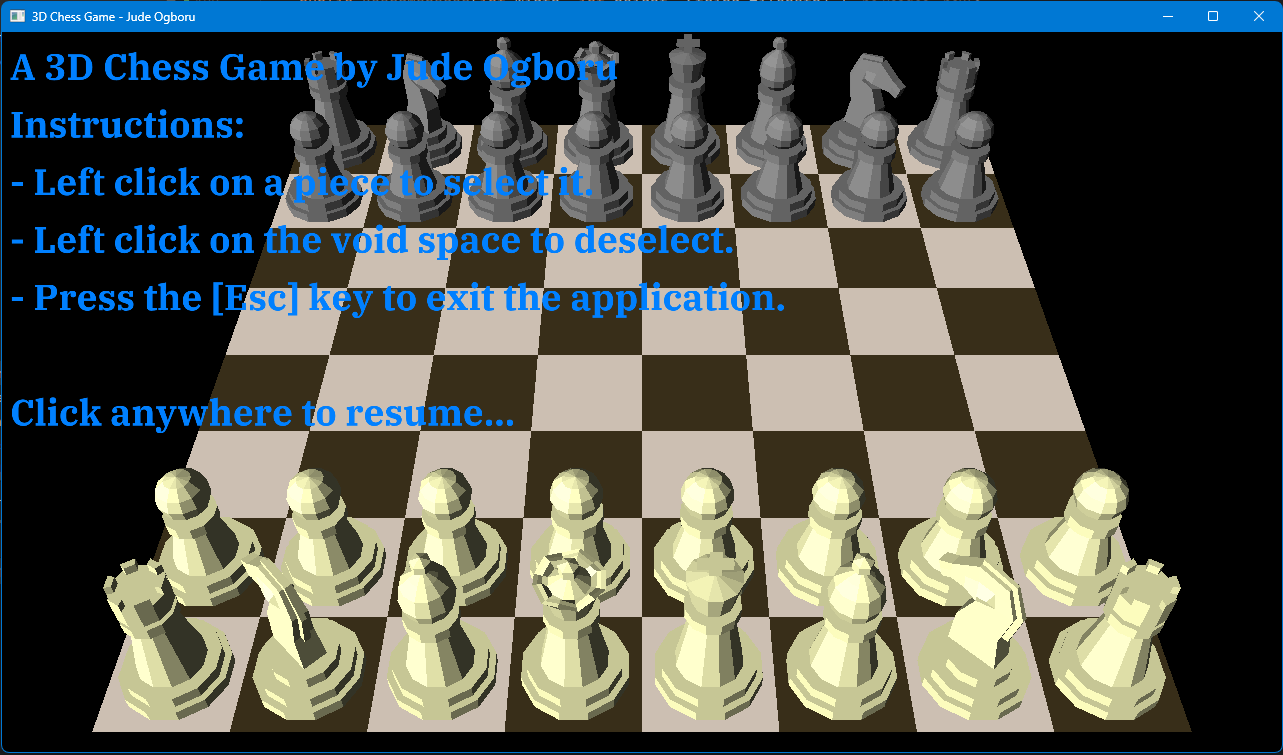 3D Chess Game - Jude Ogboru
A 3D Chess Game by Jude Ogboru
Instructions:
- Left click on a piece to select it.
- Left click on the void space to deselect.
- Press the [Esc] key to exit the application.
Click anywhere to resume...